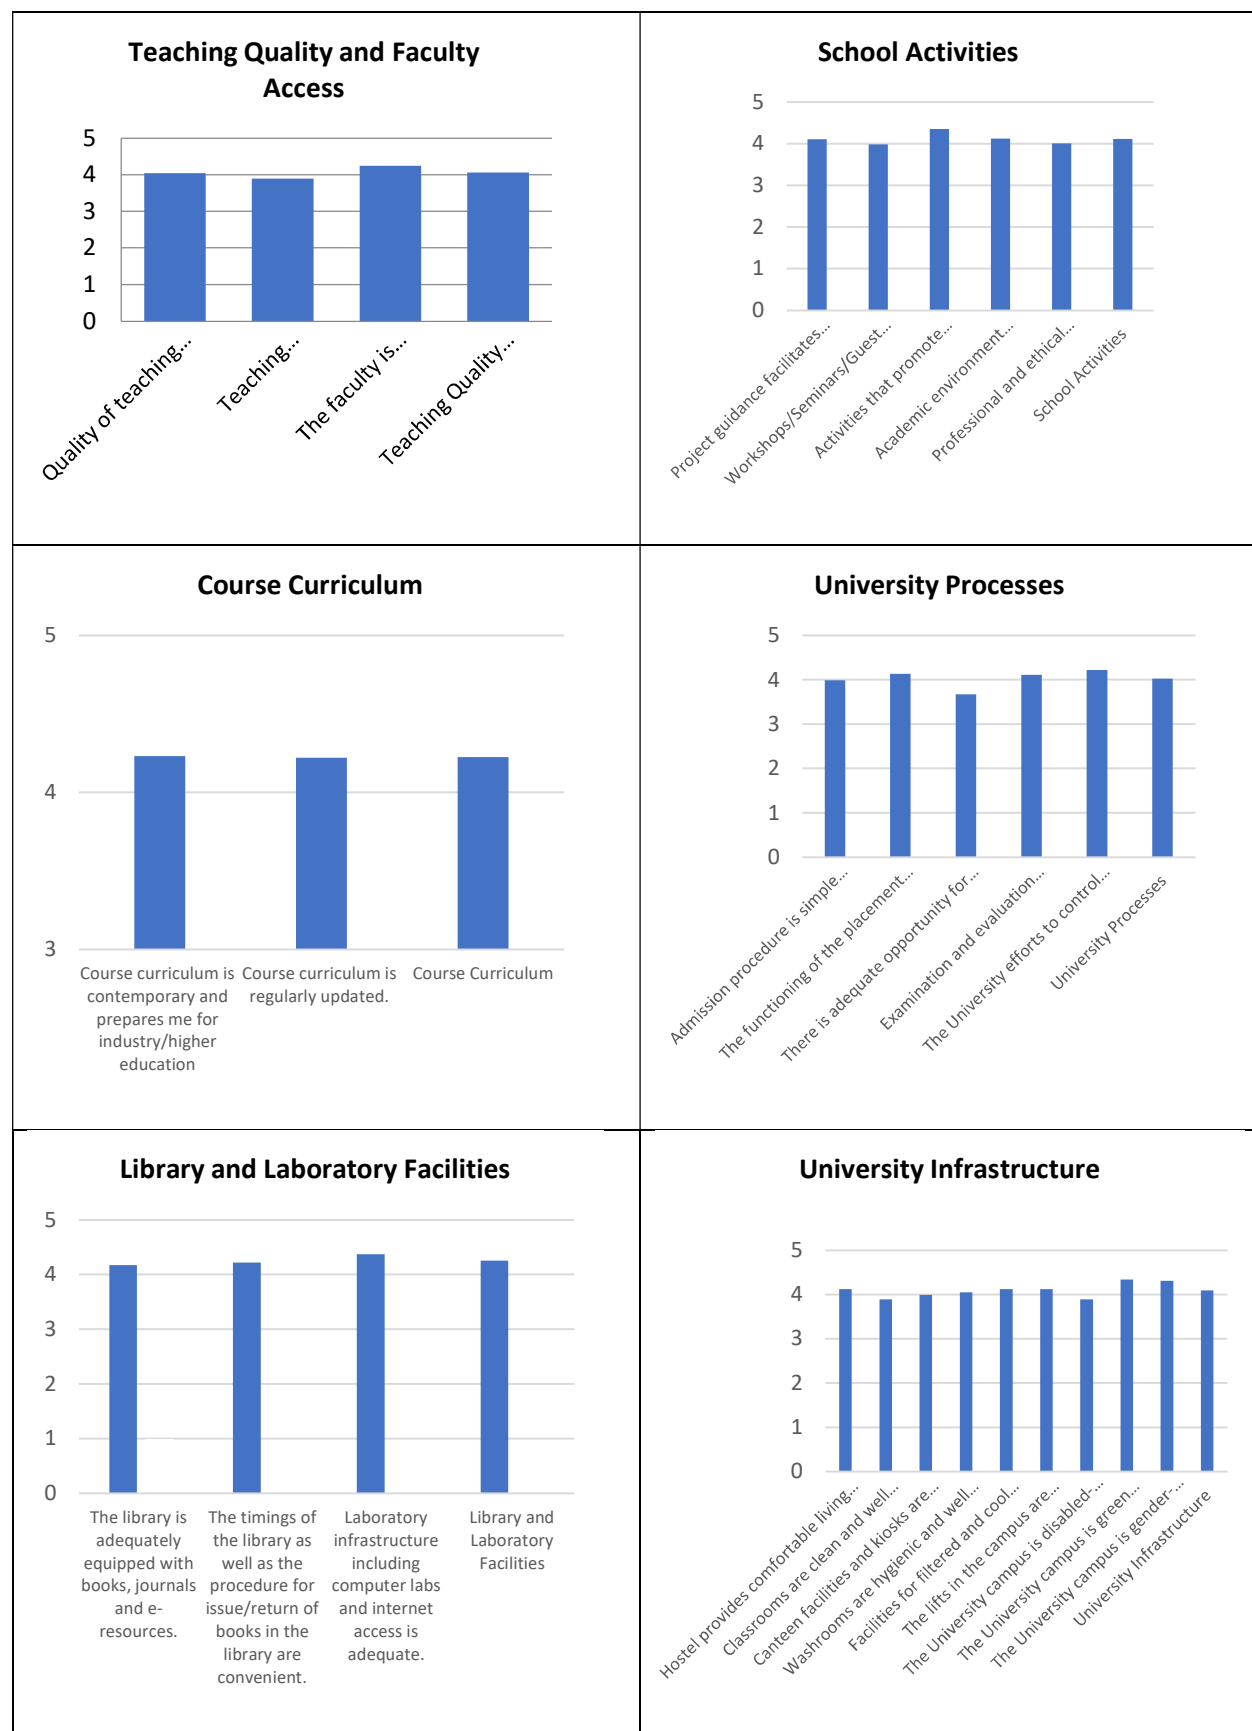 Teaching Quality and Faculty
Access
5
4
3
2
1
0
Quality of teaching...
Teaching...
The faculty is...
Teaching Quality...
School Activities
5
4
3
2
1
0
Project guidance facilitates...
Workshops/Seminars/Guest...
Activities that promote...
Academic environment...
Professional and ethical...
School Activities
Course Curriculum
5
4
3
Course curriculum is
contemporary and
prepares me for
industry/higher
education
Course curriculum is
regularly updated.
Course Curriculum
University Processes
5
4
3
2
1
0
Admission procedure is simple...
The functioning of the placement...
There is adequate opportunity for...
Examination and evaluation...
The University efforts to control...
University Processes
Library and Laboratory Facilities
5
4
3
2
1
0
The library is
adequately
equipped with
books, journals
and e-
resources.
The timings of
the library as
well as the
procedure for
issue/return of
books in the
library are
convenient.
Laboratory
infrastructure
including
computer labs
and internet
access is
adequate.
Library and
Laboratory
Facilities
University Infrastructure
5
4
3
2
1
0
Hostel provides comfortable living...
Classrooms are clean and well...
Canteen facilities and kiosks are...
Washrooms are hygienic and well...
Facilities for filtered and cool...
The lifts in the campus are...
The University campus is disabled-...
The University campus is green...
The University campus is gender-...
University Infrastructure